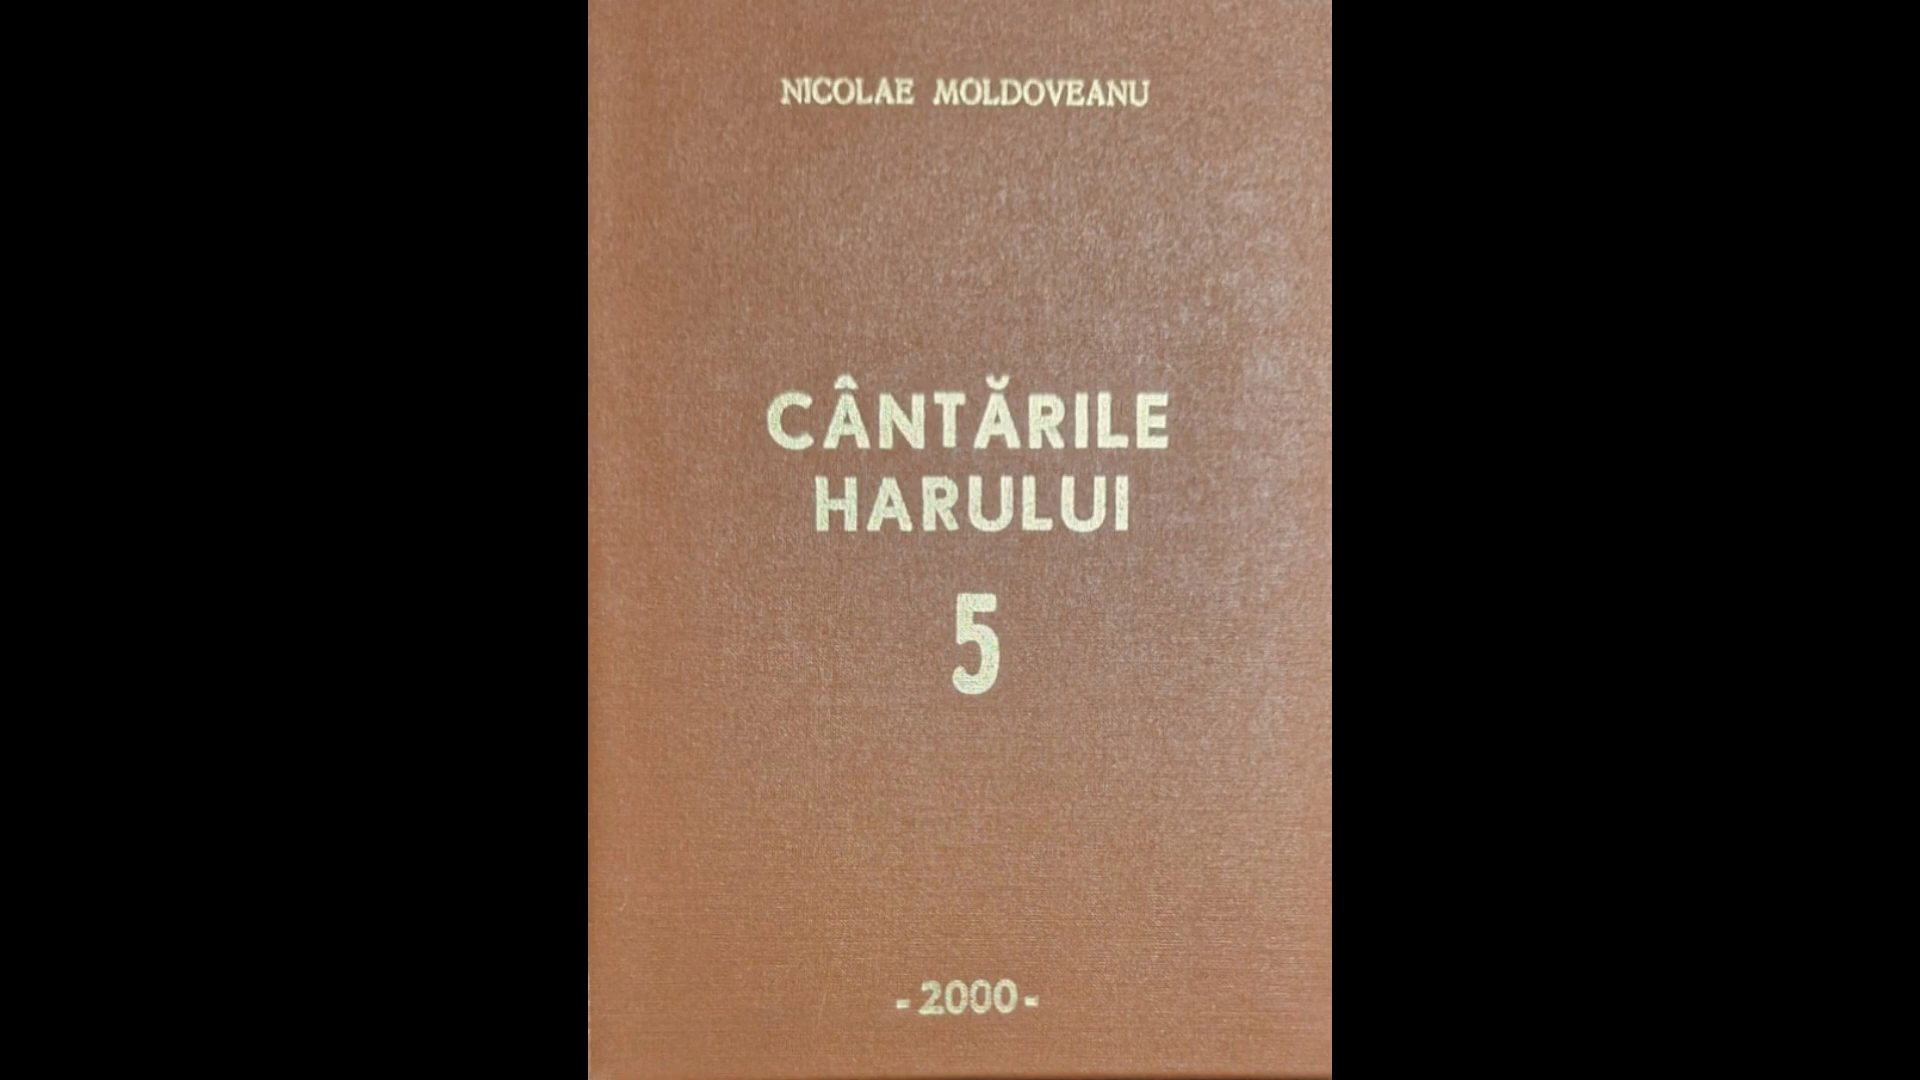 NICOLAE MOLDOVEANU
CÂNTĂRILE
HARULUI
5
- 2000 -